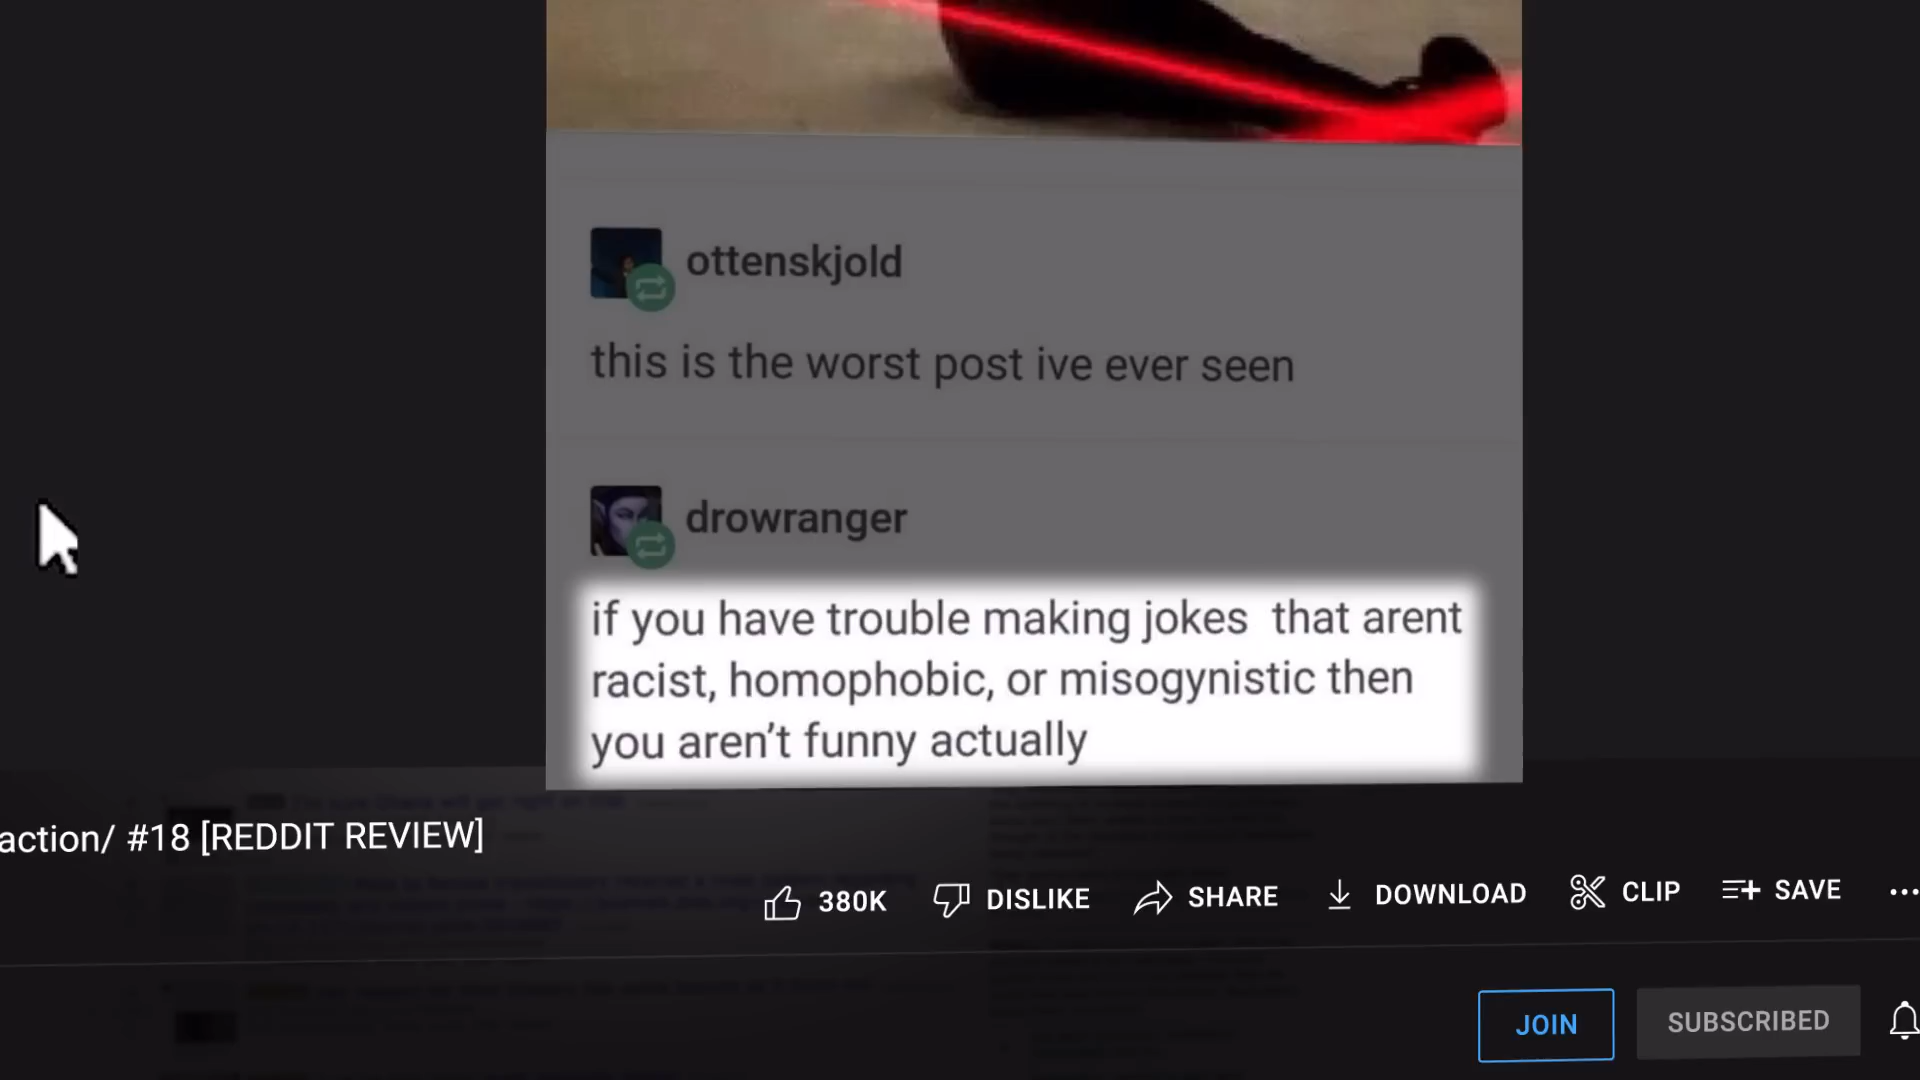 ottenskjold
this is the worst post ive ever seen
drowranger
if you have trouble making jokes  that arent
racist, homophobic, or misogynistic then
you aren’t funny actually
action/ #18 [REDDIT REVIEW]
380K DISLIKE SHARE DOWNLOAD CLIP SAVE
JOIN SUBSCRIBED